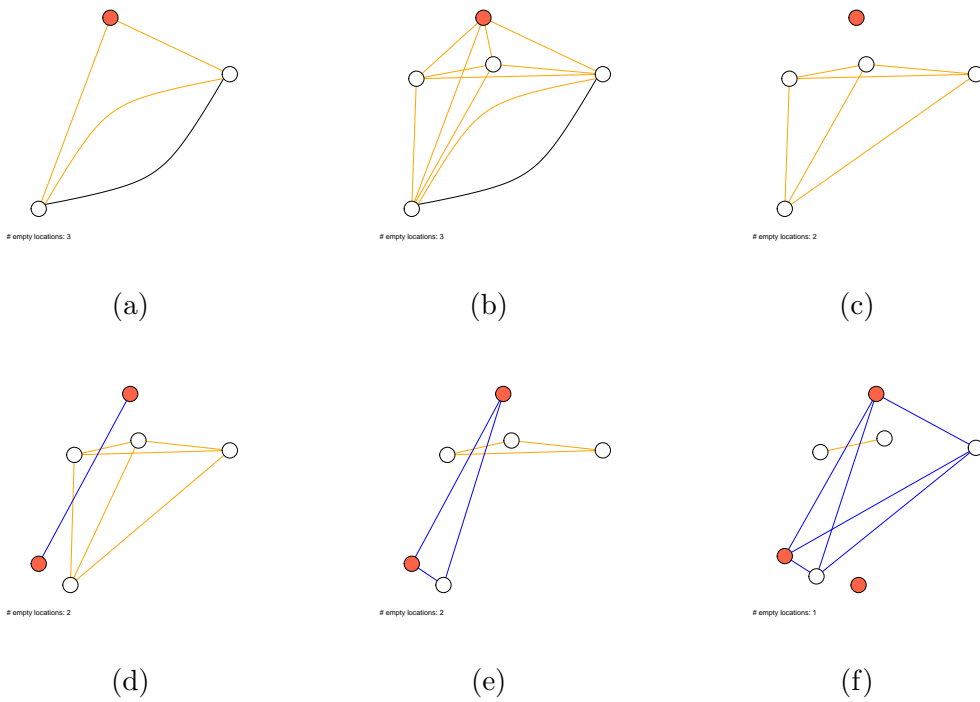 # empty locations: 3
# empty locations: 3
# empty locations: 2
(a)
(b)
(c)
# empty locations: 2
# empty locations: 2
# empty locations: 1
(d)
(e)
(f)